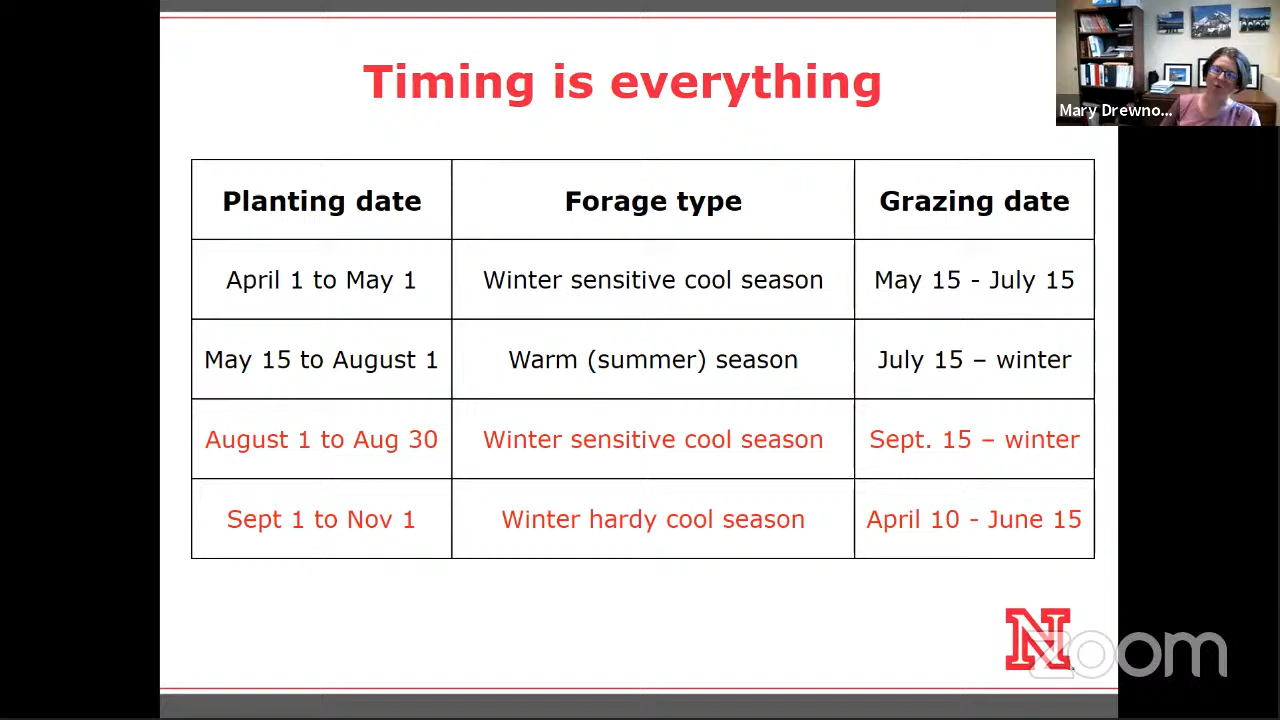 Timing is everything
Mary Drewno...
Planting date Forage type Grazing date
April 1 to May 1 Winter sensitive cool season May 15 - July 15
May 15 to August 1 Warm (summer) season July 15 – winter
August 1 to Aug 30 Winter sensitive cool season Sept. 15 – winter
Sept 1 to Nov 1 Winter hardy cool season April 10 - June 15
N
zoom